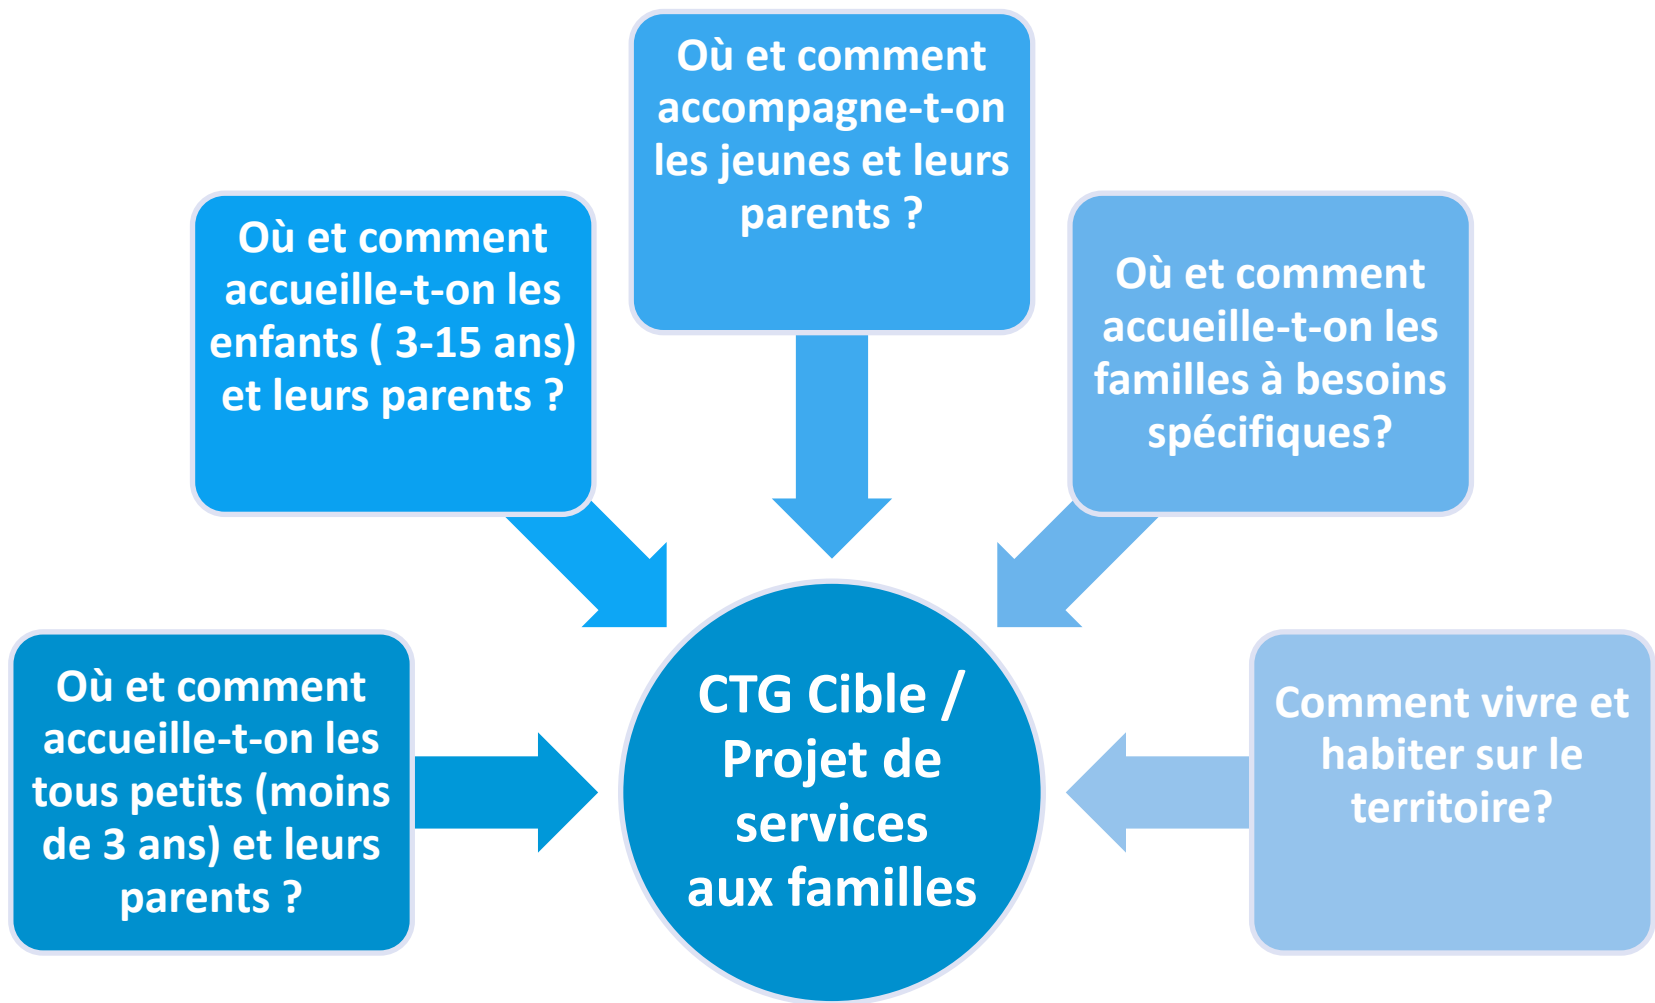 Où et comment
accompagne-t-on
les jeunes et leurs
parents ?
Où et comment
accueille-t-on les
enfants ( 3-15 ans)
et leurs parents ?
Où et comment
accueille-t-on les
familles à besoins
spécifiques?
Où et comment
accueille-t-on les
tous petits (moins
de 3 ans) et leurs
parents ?
CTG Cible /
Projet de
services
aux familles
Comment vivre et
habiter sur le
territoire?